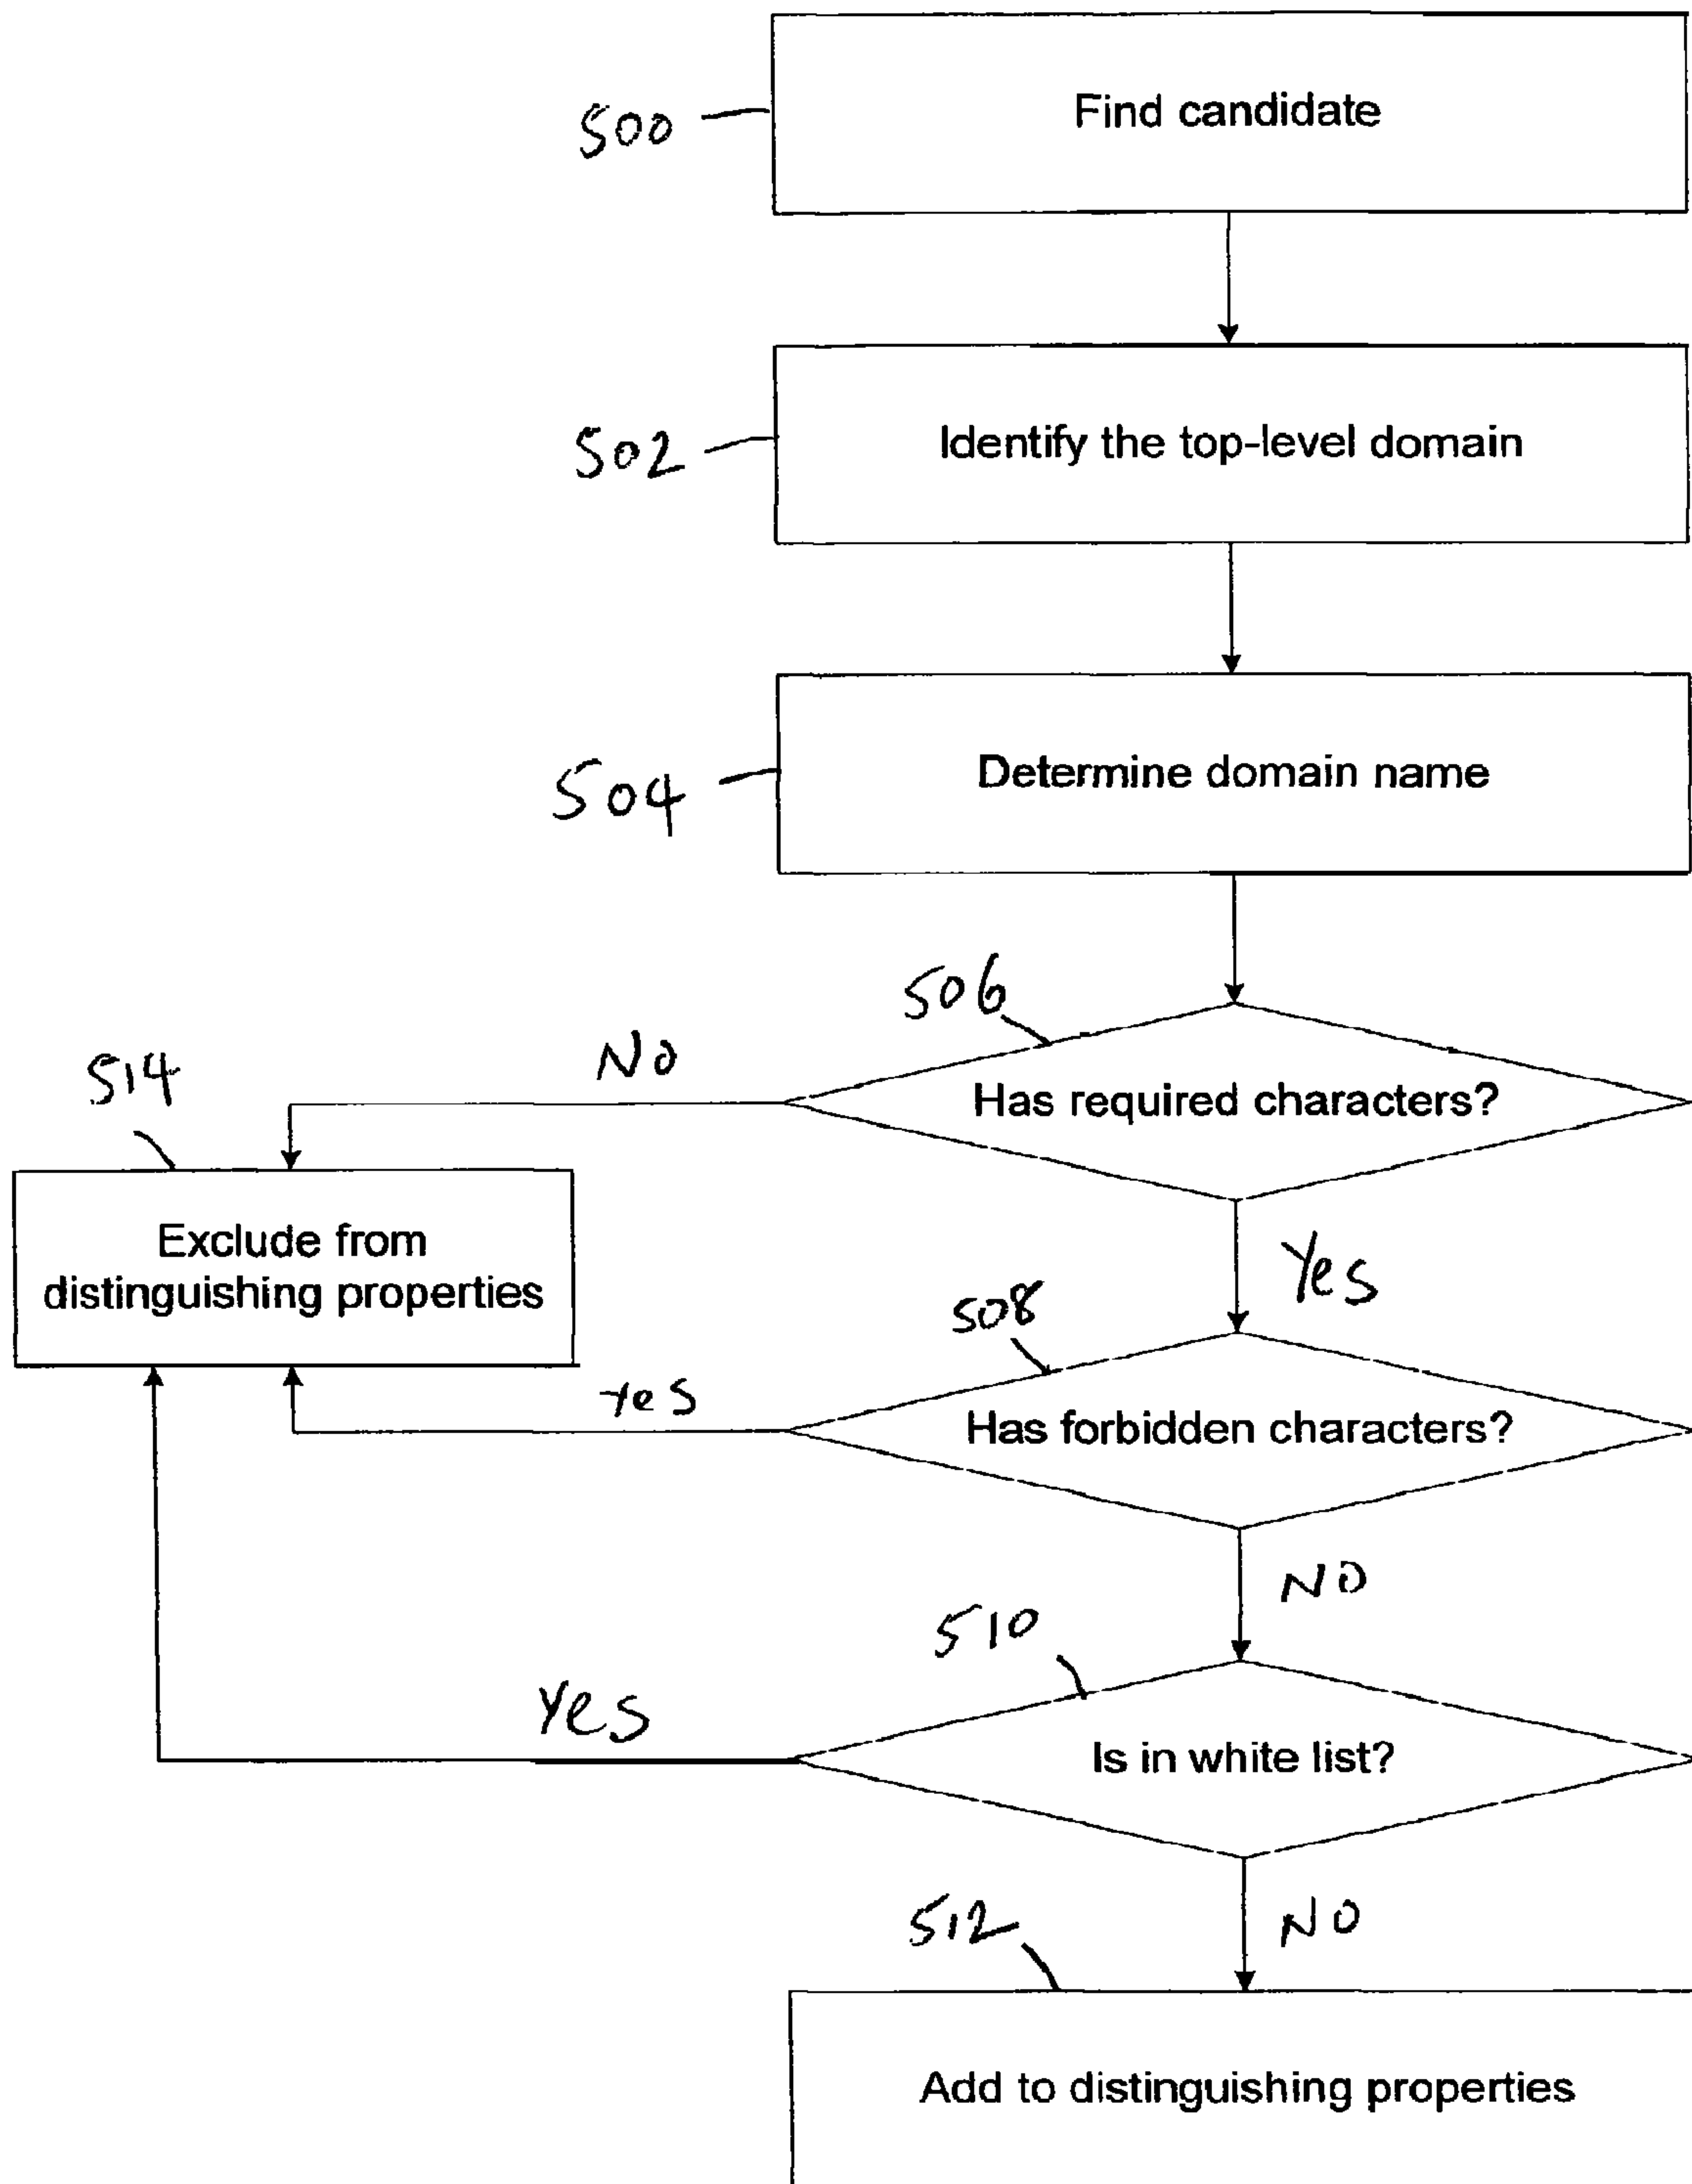 Find candidate
500
Identify the top-level domain
502
Determine domain name
504
506
No
Has required characters?
514
Exclude from
distinguishing properties
Yes
508
yes
Has forbidden characters?
NO
510
Yes
Is in white list?
512
NO
Add to distinguishing properties